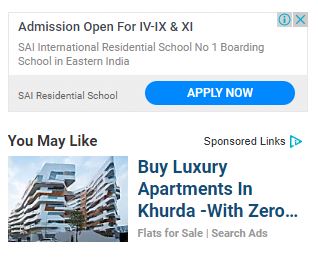 Admission Open For IV-IX & XI
SAI International Residential School No 1 Boarding
School in Eastern India
SAI Residential School
APPLY NOW
You May Like
Sponsored Links
Buy Luxury
Apartments In
Khurda -With Zero…
Flats for Sale | Search Ads